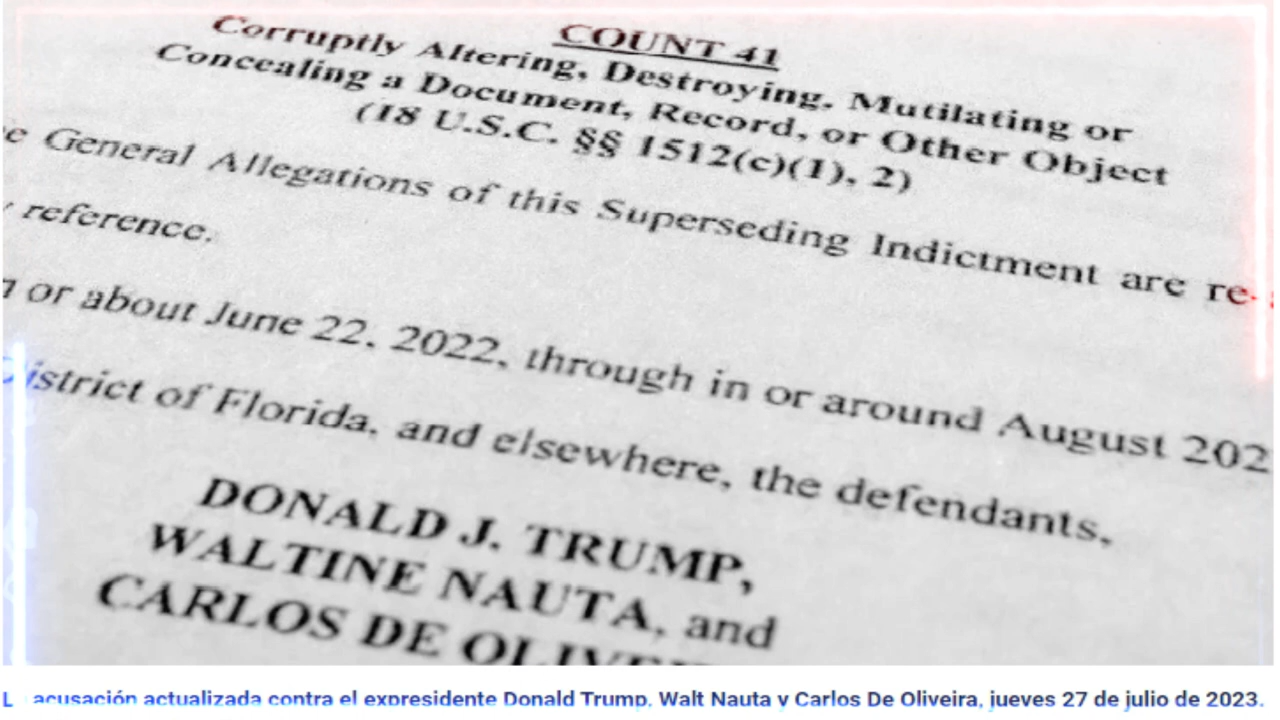 COUNT 41
Corruptly Altering, Destroying, Mutilating or
Concealing a Document, Record, or Other Object
(18 U.S.C. §§ 1512(c)(1), 2)
e General Allegations of this Superseding Indictment are re-
reference.
or about June 22, 2022, through in or around August 202
istrict of Florida, and elsewhere, the defendants,
DONALD J. TRUMP,
WALTINE NAUTA, and
CARLOS DE OLIVEI
acusación actualizada contra el expresidente Donald Trump, Walt Nauta y Carlos De Oliveira, jueves 27 de julio de 2023.